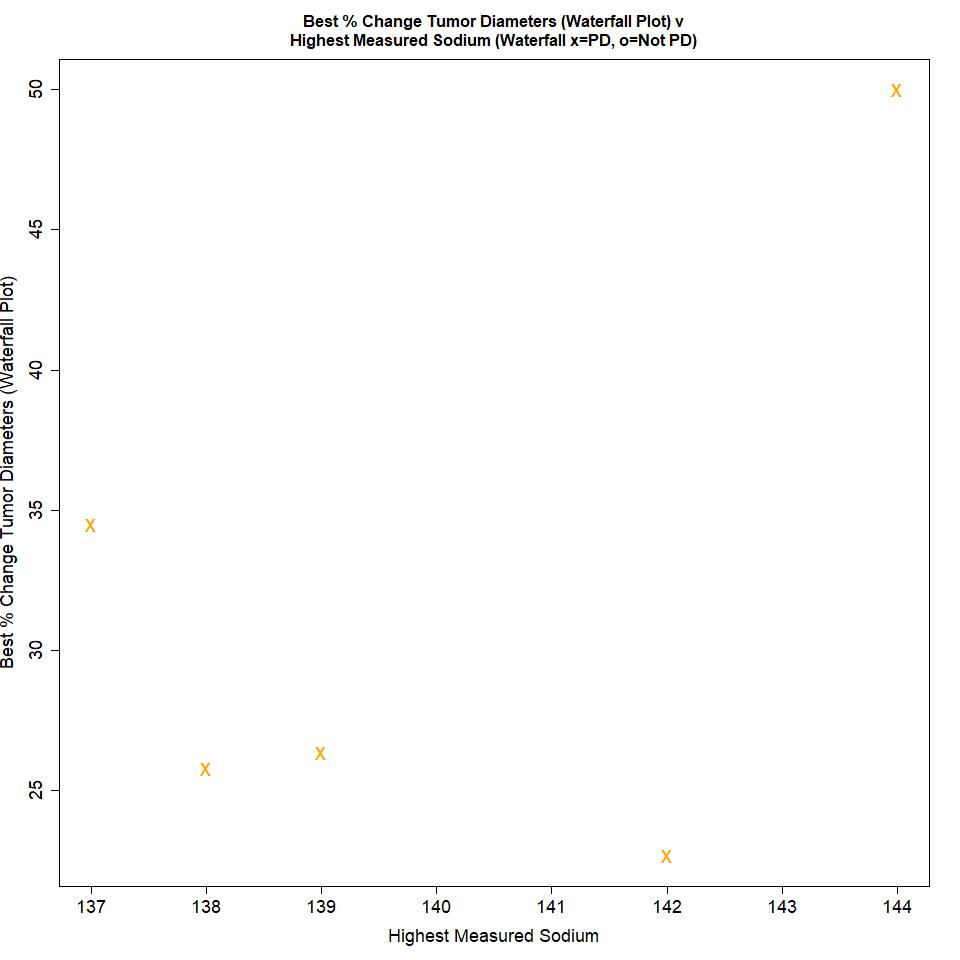 Best % Change Tumor Diameters (Waterfall Plot) v
Highest Measured Sodium (Waterfall x=PD, o=Not PD)
Best % Change Tumor Diameters (Waterfall Plot)
50
45
40
35
30
25
X
X
X
X
X
137 138 139 140 141 142 143 144
Highest Measured Sodium